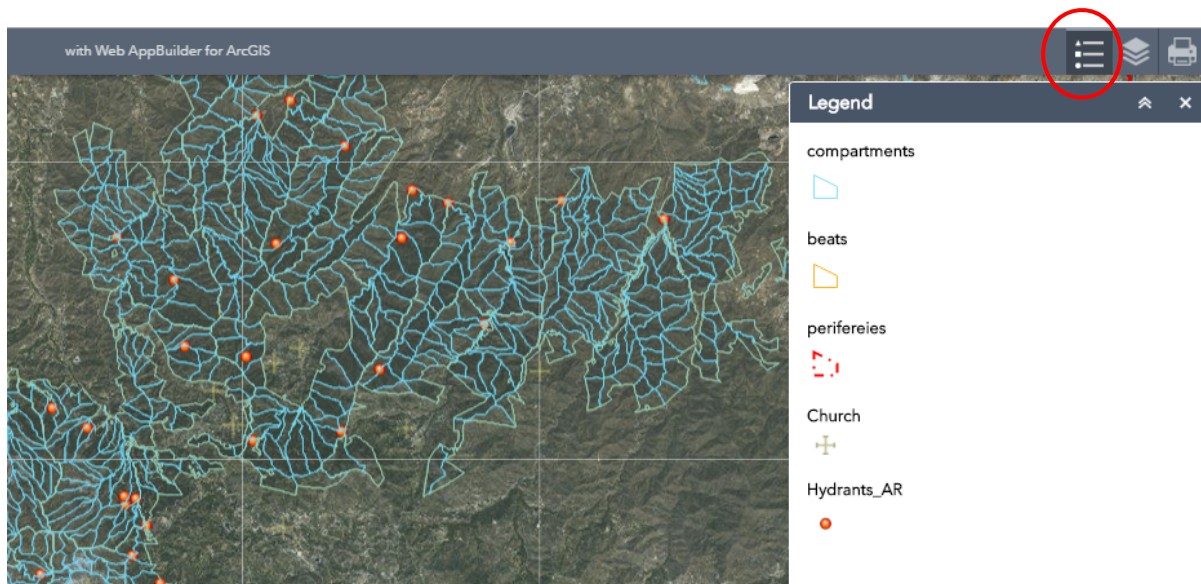 with Web AppBuilder for ArcGIS
Legend
compartments
beats
perifereies
Church
Hydrants_AR